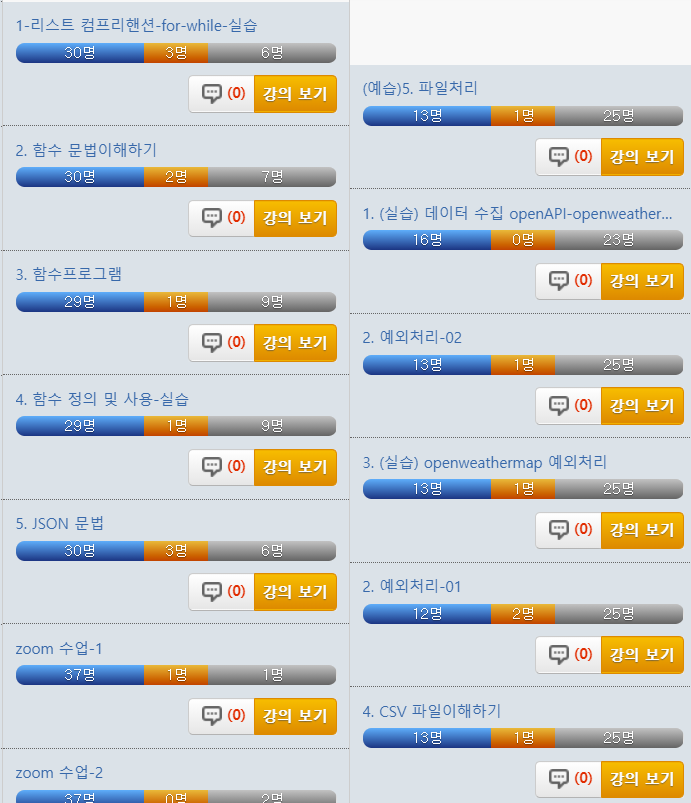 1-리스트 컴프리핸션-for-while-실습
30명 3명 6명
(0) 강의 보기
2. 함수 문법이해하기
30명 2명 7명
(0) 강의 보기
3. 함수프로그램
29명 1명 9명
(0) 강의 보기
4. 함수 정의 및 사용-실습
29명 1명 9명
(0) 강의 보기
5. JSON 문법
30명 3명 6명
(0) 강의 보기
zoom 수업-1
37명 1명 1명
(0) 강의 보기
zoom 수업-2
37명 0명 2명
(예습)5. 파일처리
13명 1명 25명
(0) 강의 보기
1. (실습) 데이터 수집 openAPI-openweather...
16명 0명 23명
(0) 강의 보기
2. 예외처리-02
13명 1명 25명
(0) 강의 보기
3. (실습) openweathermap 예외처리
13명 1명 25명
(0) 강의 보기
2. 예외처리-01
12명 2명 25명
(0) 강의 보기
4. CSV 파일이해하기
13명 1명 25명
(0) 강의 보기